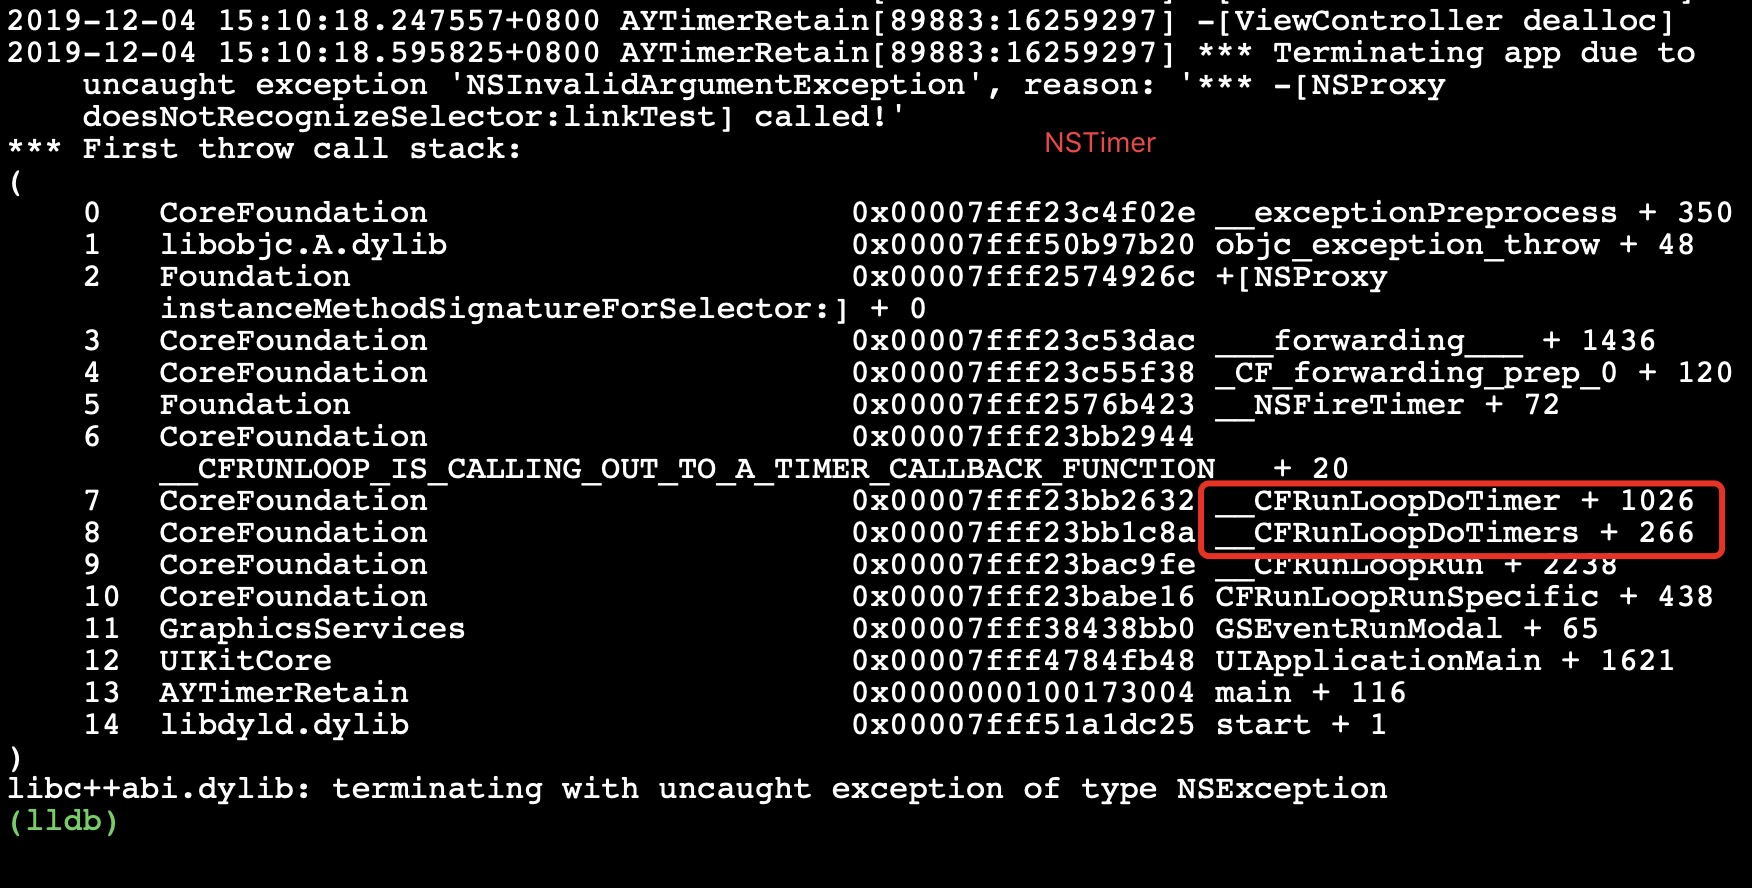 2019-12-04 15:10:18.247557+0800 AYTimerRetain[89883:16259297] -[ViewController dealloc]
2019-12-04 15:10:18.595825+0800 AYTimerRetain[89883:16259297] *** Terminating app due to
uncaught exception 'NSInvalidArgumentException', reason: '*** -[NSProxy
doesNotRecognizeSelector:linkTest] called!'
*** First throw call stack:
NSTimer
(
0 CoreFoundation 0x00007fff23c4f02e __exceptionPreprocess + 350
1 libobjc.A.dylib 0x00007fff50b97b20 objc_exception_throw + 48
2 Foundation 0x00007fff2574926c +[NSProxy
instanceMethodSignatureForSelector:] + 0
3 CoreFoundation 0x00007fff23c53dac ___forwarding___ + 1436
4 CoreFoundation 0x00007fff23c55f38 _CF_forwarding_prep_0 + 120
5 Foundation 0x00007fff2576b423 __NSFireTimer + 72
6 CoreFoundation 0x00007fff23bb2944
__CFRUNLOOP_IS_CALLING_OUT_TO_A_TIMER_CALLBACK_FUNCTION__ + 20
7 CoreFoundation 0x00007fff23bb2632 __CFRunLoopDoTimer + 1026
8 CoreFoundation 0x00007fff23bb1c8a __CFRunLoopDoTimers + 266
9 CoreFoundation 0x00007fff23bac9fe __CFRunLoopRun + 2238
10 CoreFoundation 0x00007fff23babe16 CFRunLoopRunSpecific + 438
11 GraphicsServices 0x00007fff38438bb0 GSEventRunModal + 65
12 UIKitCore 0x00007fff4784fb48 UIApplicationMain + 1621
13 AYTimerRetain 0x0000000100173004 main + 116
14 libdyld.dylib 0x00007fff51a1dc25 start + 1
)
libc++abi.dylib: terminating with uncaught exception of type NSException
(lldb)